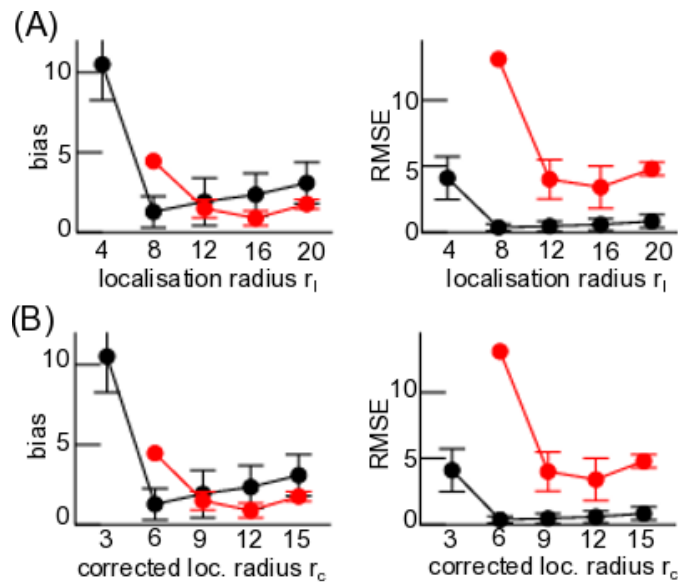 (A)
10
5
0
bias
4 8 12 16 20
localisation radius r_l
10
5
0
RMSE
4 8 12 16 20
localisation radius r_l
(B)
10
5
0
bias
3 6 9 12 15
corrected loc. radius r_c
10
5
0
RMSE
3 6 9 12 15
corrected loc. radius r_c